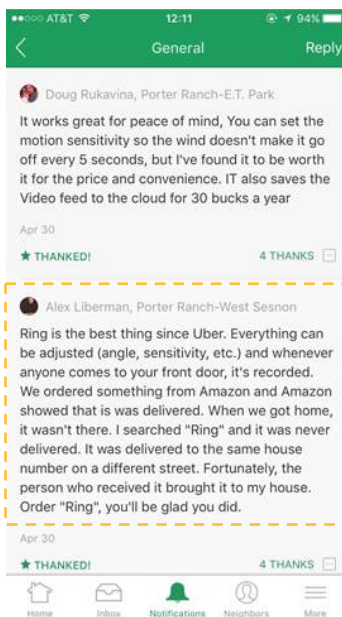 AT&T 12:11 94%
General Reply
Doug Rukavina, Porter Ranch-E.T. Park
It works great for peace of mind, You can set the
motion sensitivity so the wind doesn't make it go
off every 5 seconds, but I've found it to be worth
it for the price and convenience. IT also saves the
Video feed to the cloud for 30 bucks a year
Apr 30
★ THANKED! 4 THANKS
Alex Liberman, Porter Ranch-West Sesnon
Ring is the best thing since Uber. Everything can
be adjusted (angle, sensitivity, etc.) and whenever
anyone comes to your front door, it's recorded.
We ordered something from Amazon and Amazon
showed that is was delivered. When we got home,
it wasn't there. I searched "Ring" and it was never
delivered. It was delivered to the same house
number on a different street. Fortunately, the
person who received it brought it to my house.
Order "Ring", you'll be glad you did.
Apr 30
★ THANKED! 4 THANKS
Home Inbox Notifications Neighbors More